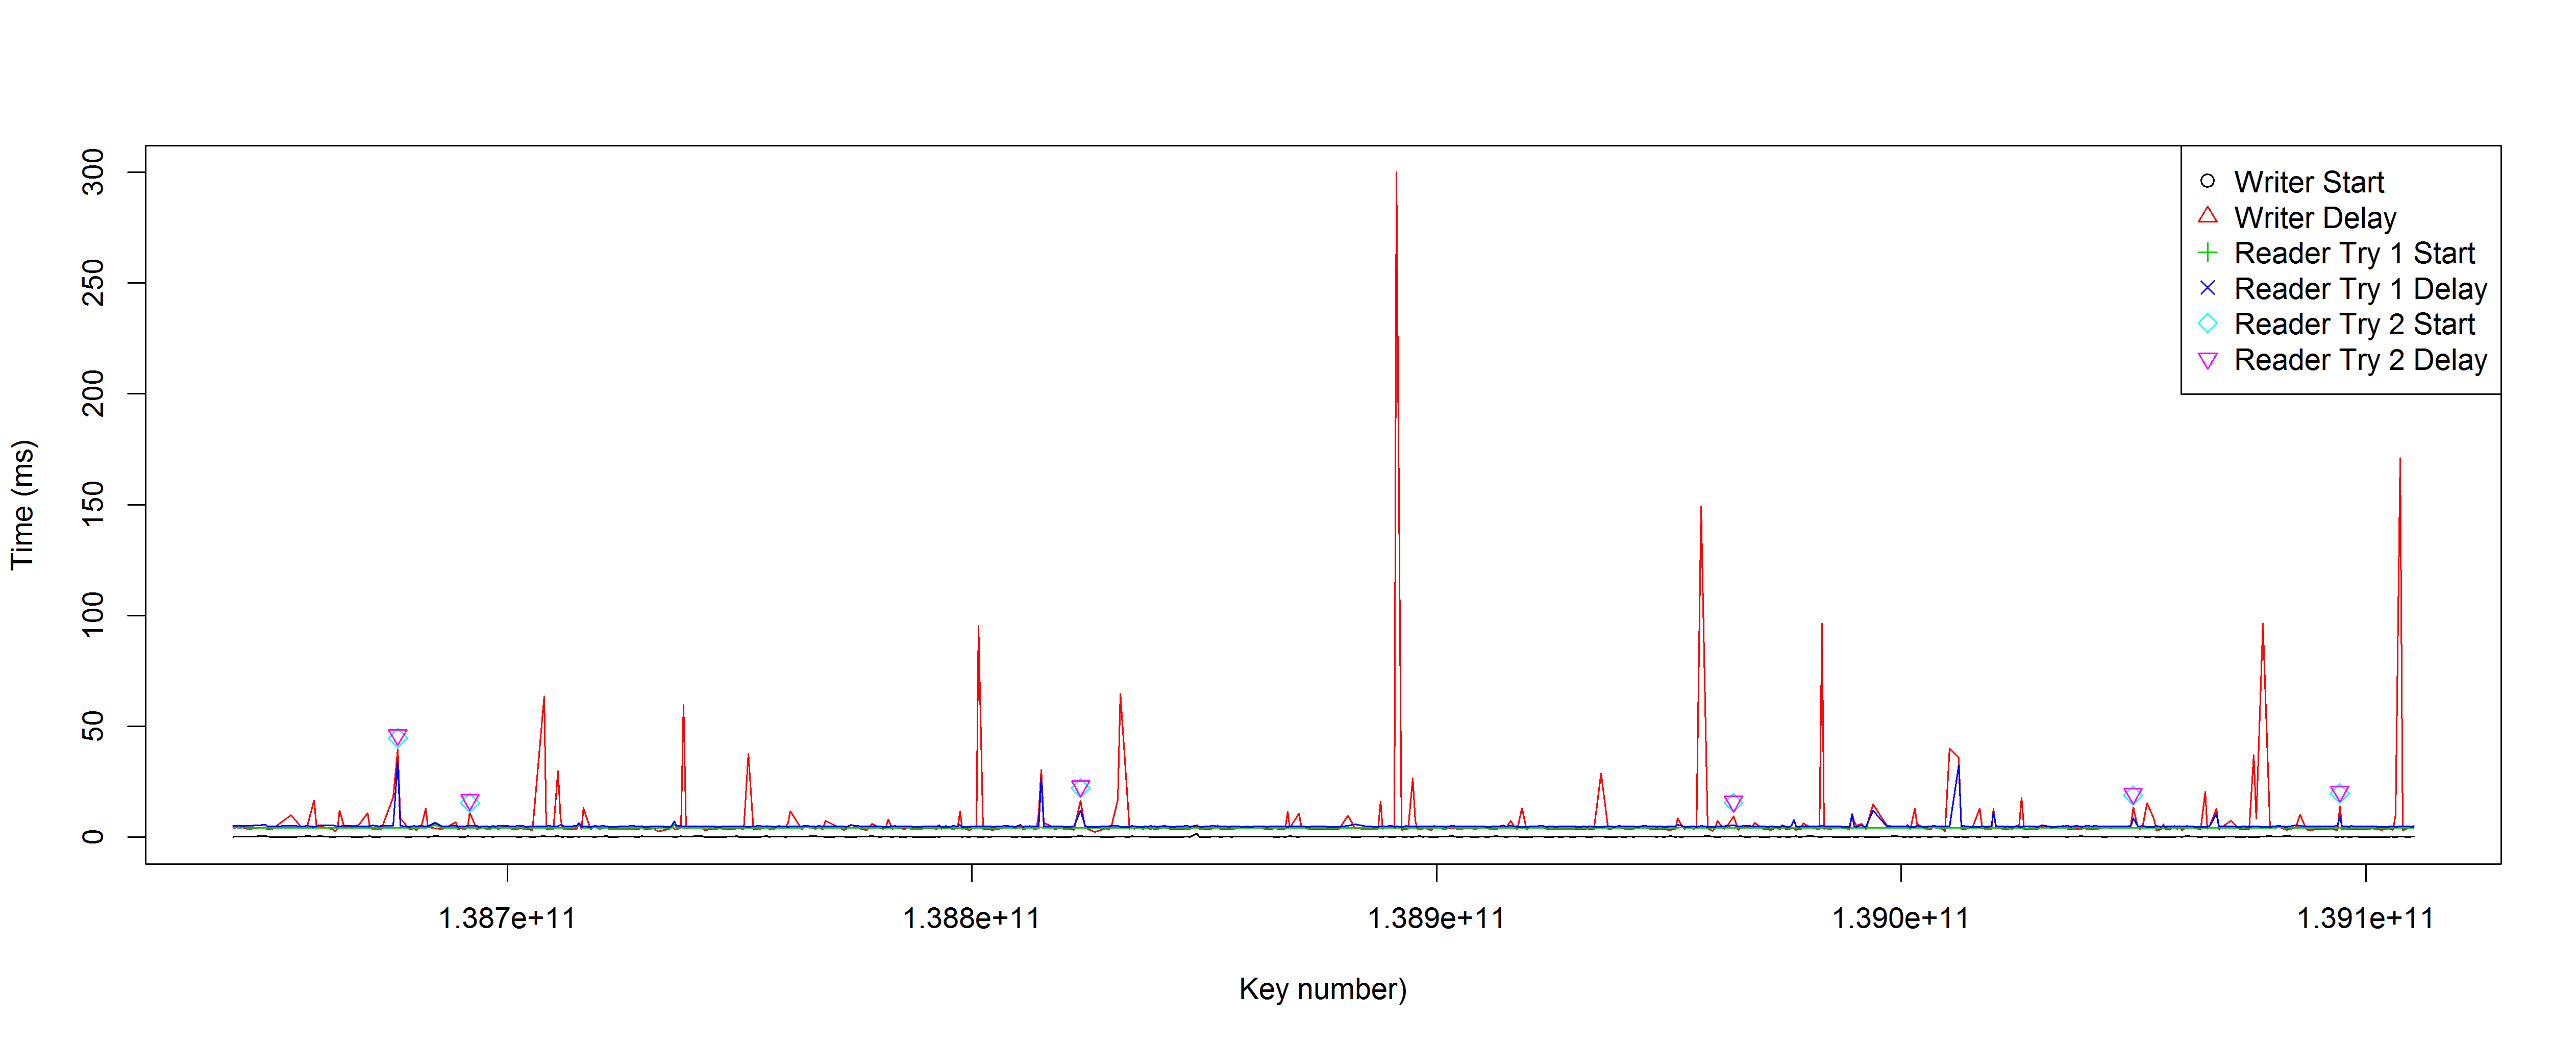 Time (ms)
300
250
200
150
100
50
0
Writer Start
Writer Delay
Reader Try 1 Start
Reader Try 1 Delay
Reader Try 2 Start
Reader Try 2 Delay
1.387e+11 1.388e+11 1.389e+11 1.390e+11 1.391e+11
Key number)